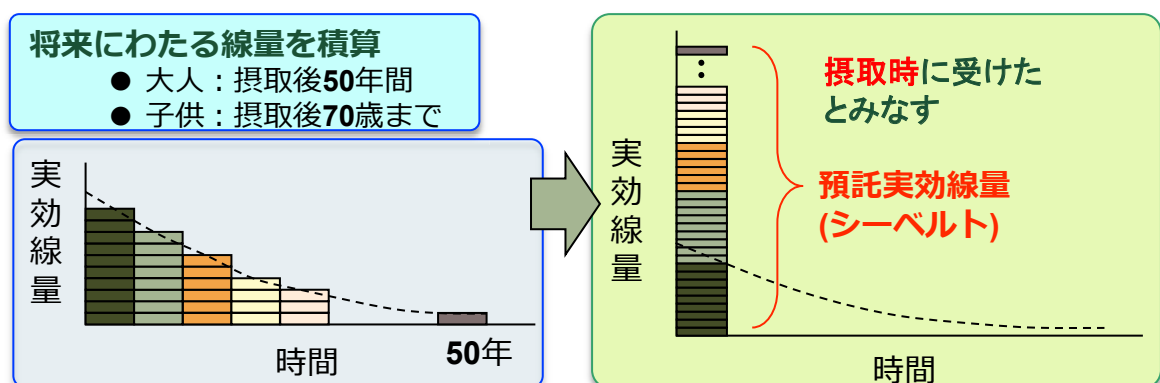 将来にわたる線量を積算
● 大人：摂取後50年間
● 子供：摂取後70歳まで
実効線量
時間
50年
実効線量
：
摂取時に受けた
とみなす
預託実効線量
(シーベルト)
時間